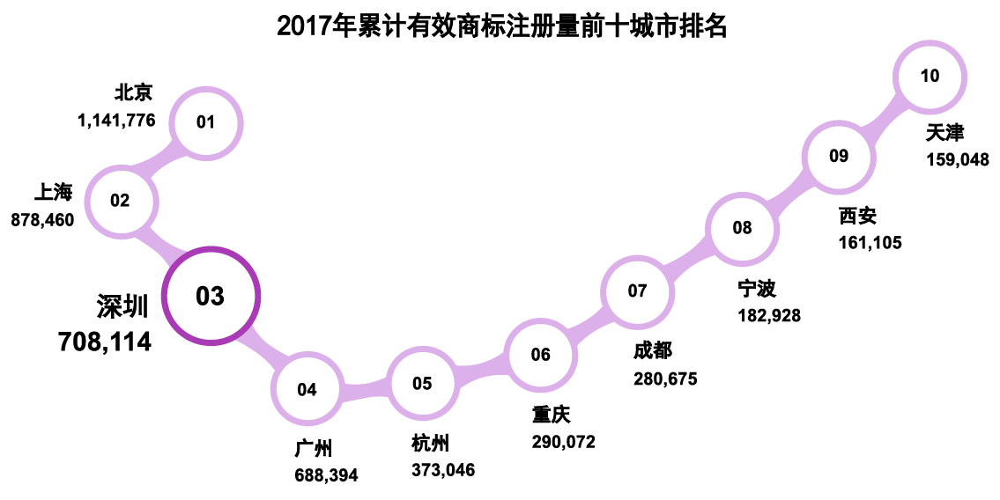 2017年累计有效商标注册量前十城市排名
01
北京
1,141,776
02
上海
878,460
03
深圳
708,114
04
广州
688,394
05
杭州
373,046
06
重庆
290,072
07
成都
280,675
08
宁波
182,928
09
西安
161,105
10
天津
159,048